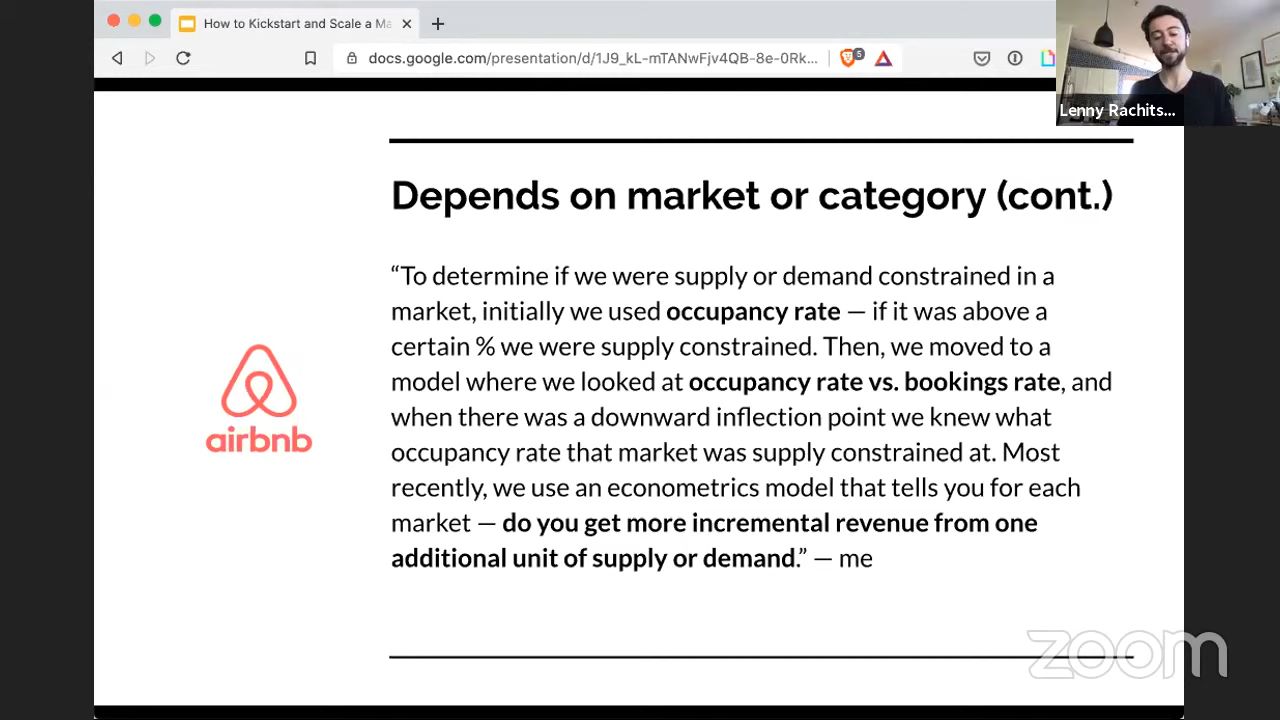 How to Kickstart and Scale a Ma
docs.google.com/presentation/d/1J9_kL-mTANwFjv4QB-8e-0Rk...
5
Lenny Rachits...
Depends on market or category (cont.)
“To determine if we were supply or demand constrained in a
market, initially we used occupancy rate — if it was above a
certain % we were supply constrained. Then, we moved to a
model where we looked at occupancy rate vs. bookings rate, and
when there was a downward inflection point we knew what
occupancy rate that market was supply constrained at. Most
recently, we use an econometrics model that tells you for each
market — do you get more incremental revenue from one
additional unit of supply or demand.” — me
airbnb
zoom